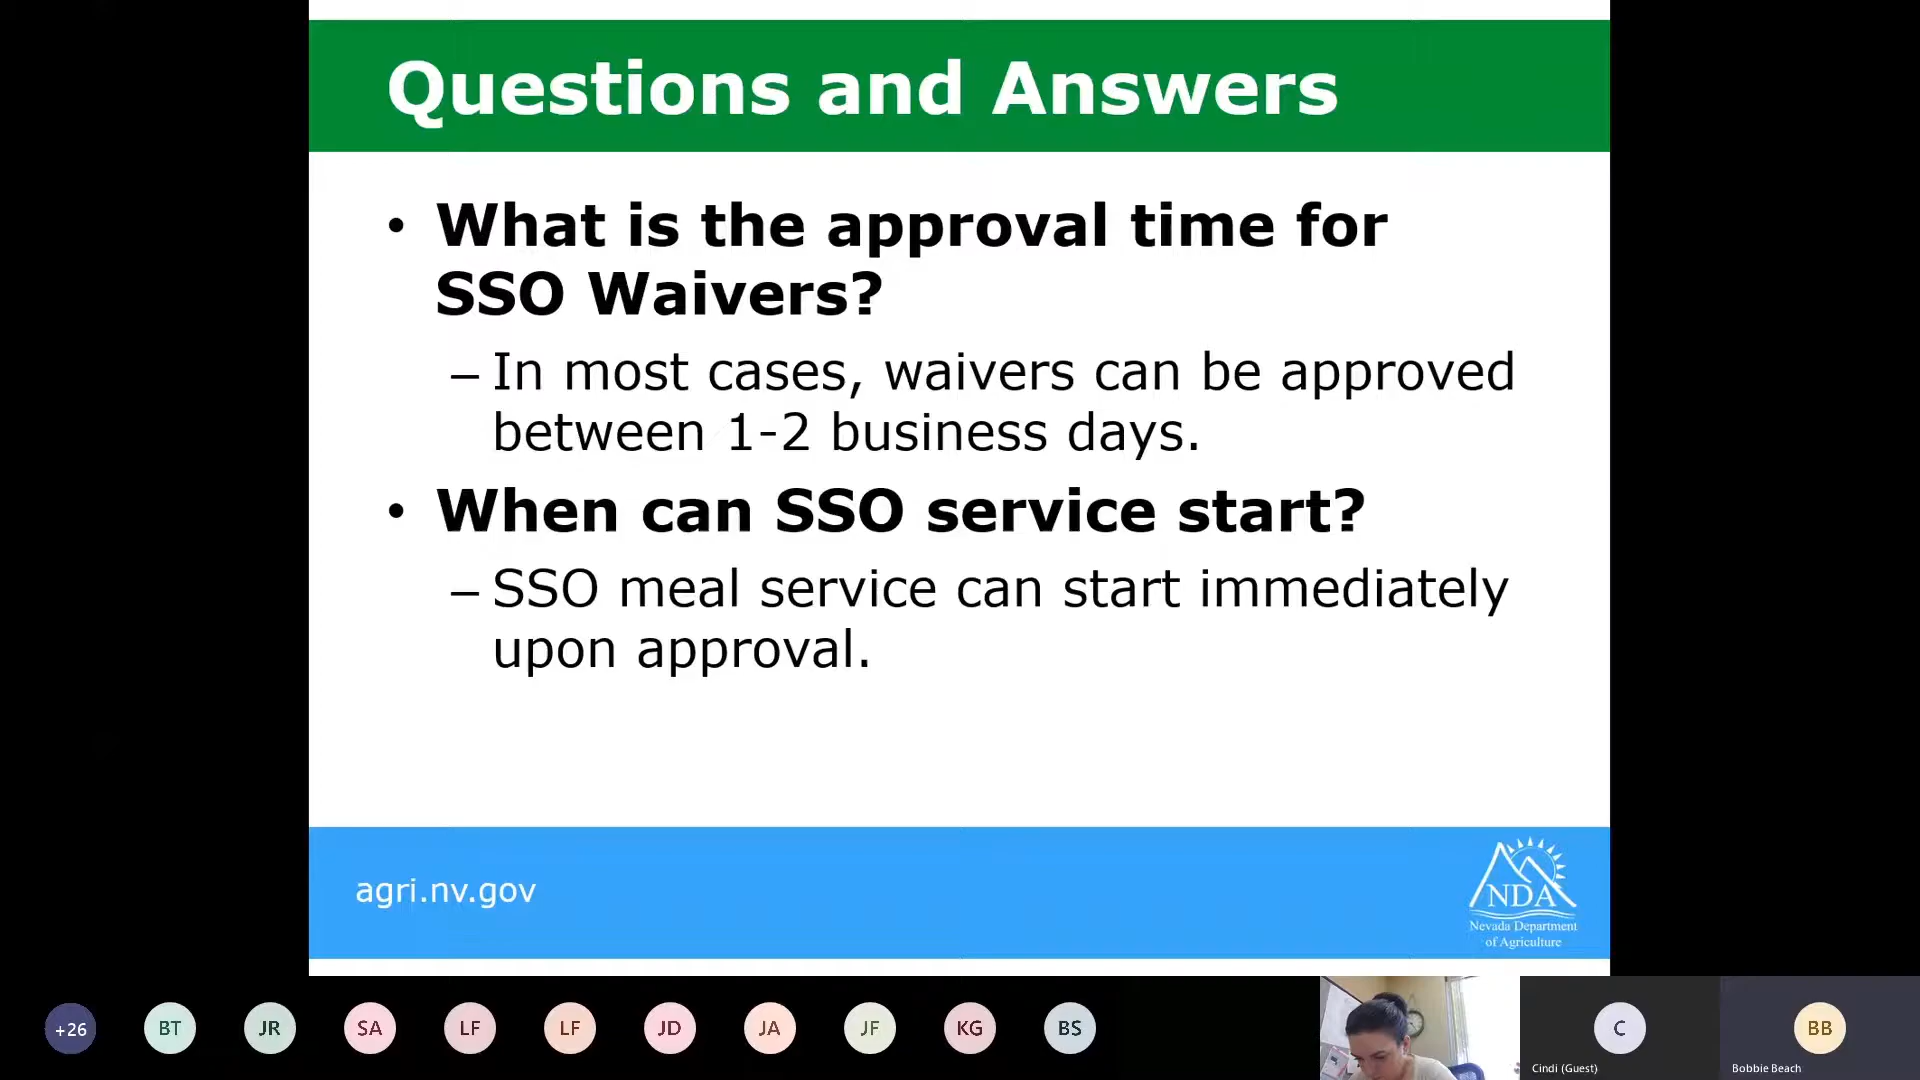 Questions and Answers
• What is the approval time for
SSO Waivers?
– In most cases, waivers can be approved
between 1-2 business days.
• When can SSO service start?
– SSO meal service can start immediately
upon approval.
agri.nv.gov
NDA
Nevada Department
of Agriculture
+26
BT
JR
SA
LF
LF
JD
JA
JF
KG
BS
C
Cindi (Guest)
BB
Bobbie Beach